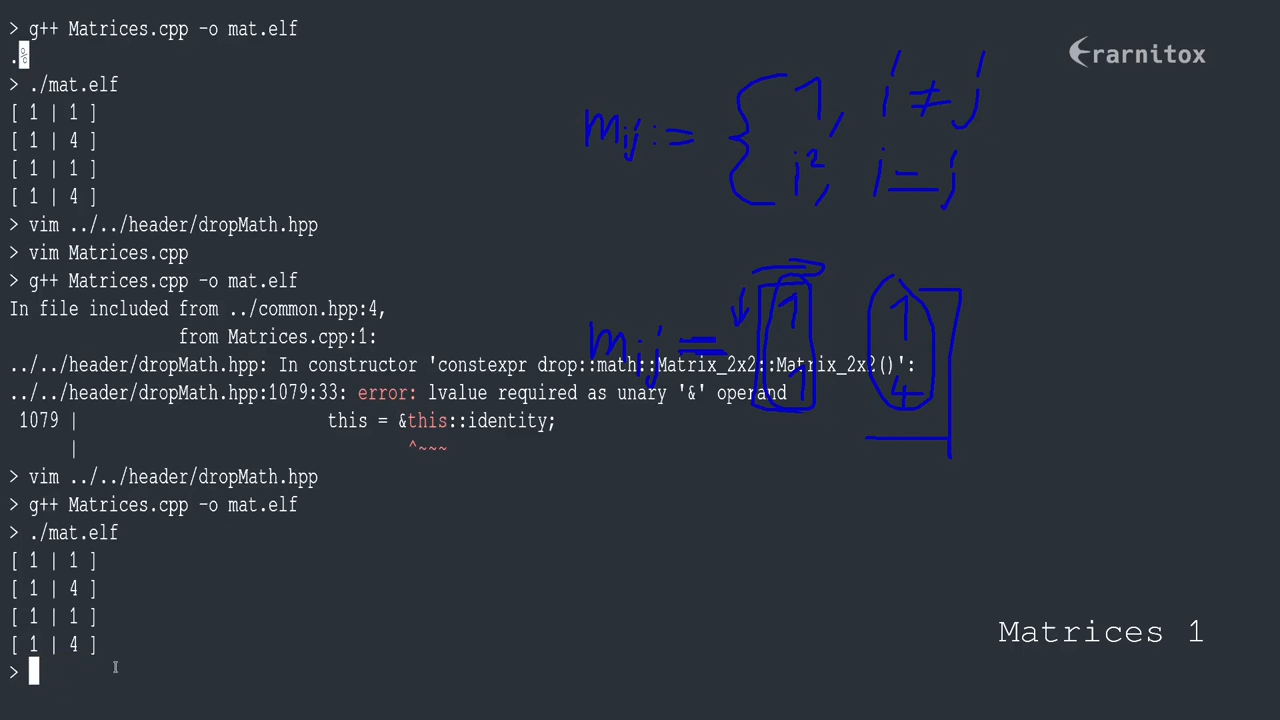 > g++ Matrices.cpp -o mat.elf
.%
> ./mat.elf
[ 1 | 1 ]
[ 1 | 4 ]
[ 1 | 1 ]
[ 1 | 4 ]
> vim ../../header/dropMath.hpp
> vim Matrices.cpp
> g++ Matrices.cpp -o mat.elf
In file included from ../common.hpp:4,
from Matrices.cpp:1:
../../header/dropMath.hpp: In constructor 'constexpr drop::math::Matrix_2x2::Matrix_2x2()':
../../header/dropMath.hpp:1079:33: error: lvalue required as unary '&' operand
1079 | this = &this::identity;
| ^~~~
> vim ../../header/dropMath.hpp
> g++ Matrices.cpp -o mat.elf
> ./mat.elf
[ 1 | 1 ]
[ 1 | 4 ]
[ 1 | 1 ]
[ 1 | 4 ]
>
rarnitox
mij := { 1, i ≠ j
i², i = j
mij = 1 1
1 4
Matrices 1